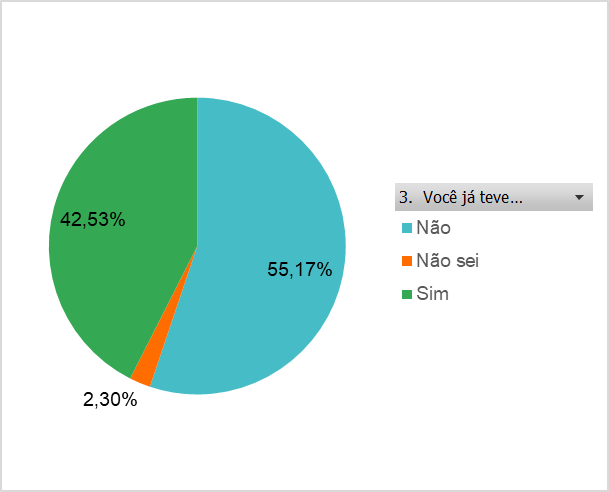 3. Você já teve...
Não
42,53%
Não sei
55,17%
Sim
2,30%